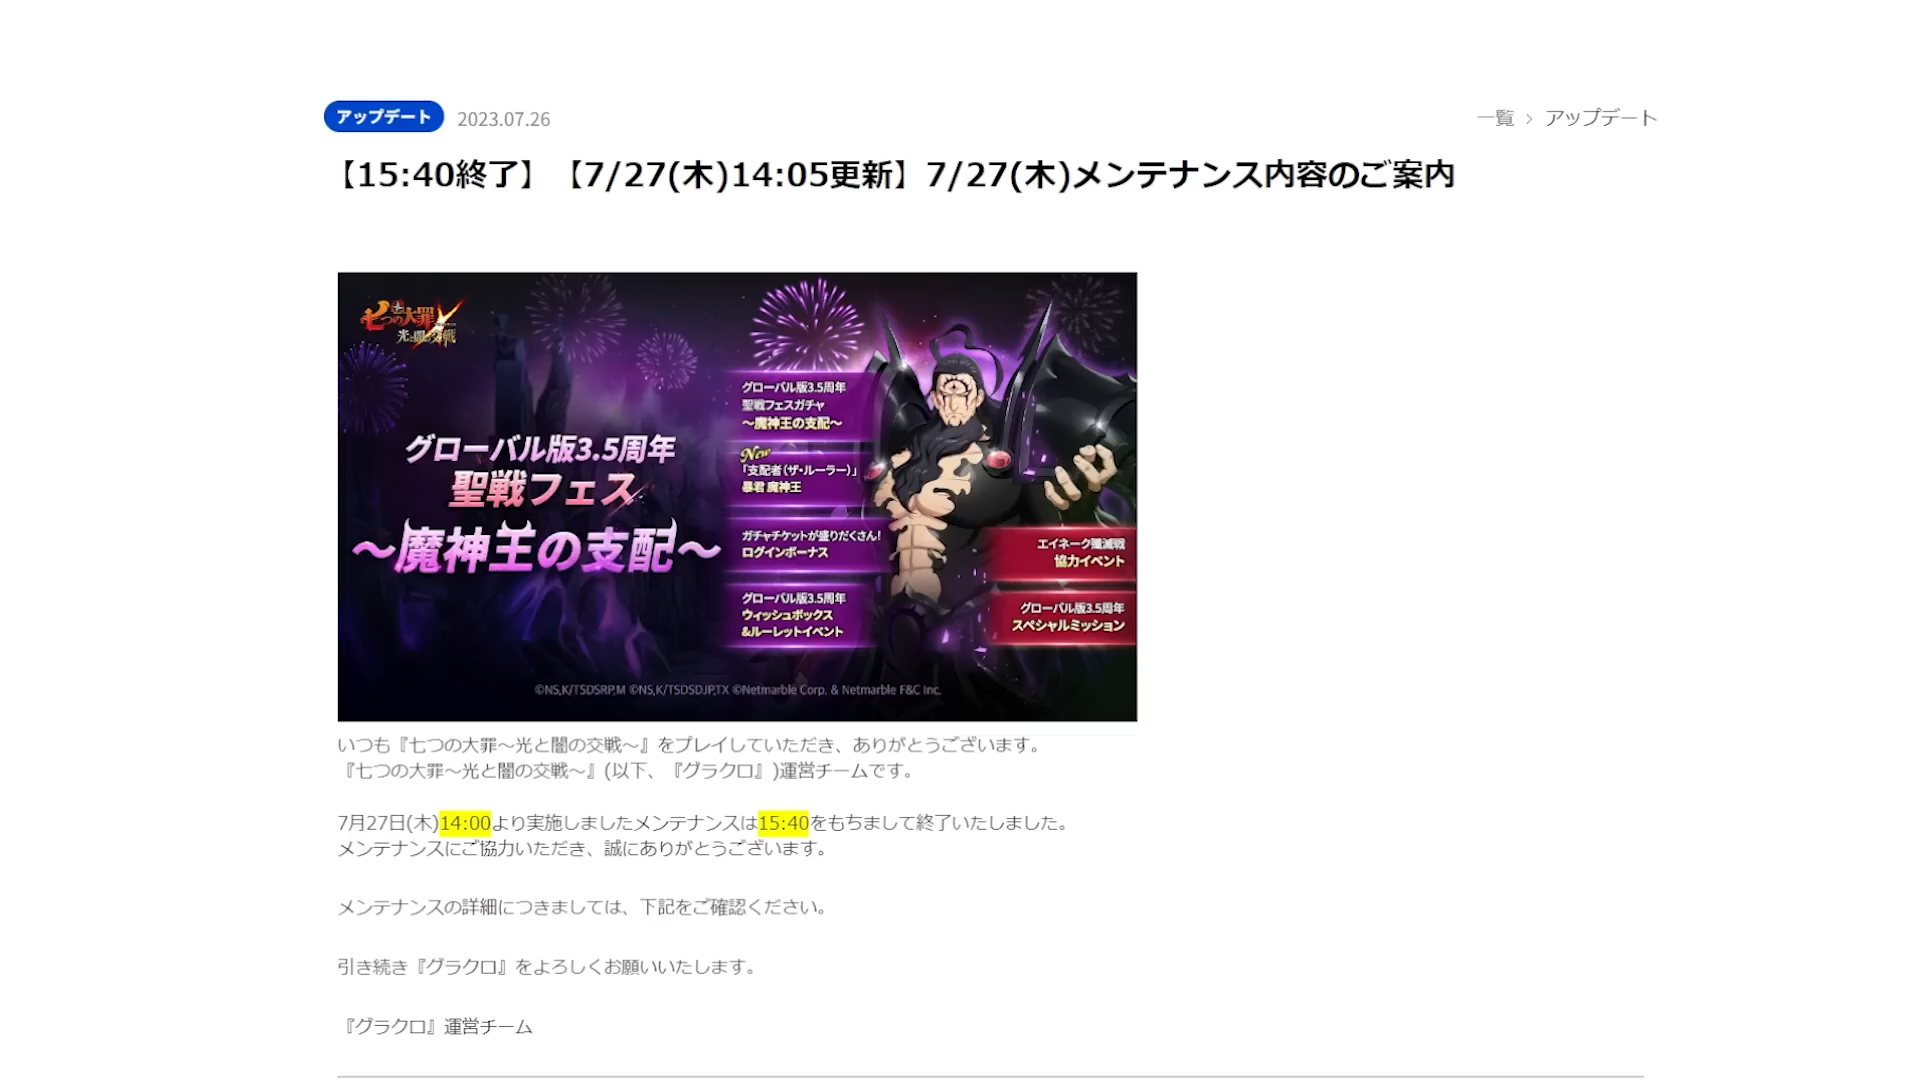 アップデート 2023.07.26
一覧 > アップデート
【15:40終了】【7/27(木)14:05更新】7/27(木)メンテナンス内容のご案内
七つの大罪
光と闇の交戦
グローバル版3.5周年
聖戦フェス
～魔神王の支配～
グローバル版3.5周年
聖戦フェスガチャ
～魔神王の支配～
New
「支配者(ザ・ルーラー)」
暴君 魔神王
ガチャチケットが盛りだくさん!
ログインボーナス
グローバル版3.5周年
ウィッシュボックス
&ルーレットイベント
エイネーク殲滅戦
協力イベント
グローバル版3.5周年
スペシャルミッション
©NS,K/TSDSRP,M ©NS,K/TSDSDJP,TX ©Netmarble Corp. & Netmarble F&C Inc.
いつも『七つの大罪～光と闇の交戦～』をプレイしていただき、ありがとうございます。
『七つの大罪～光と闇の交戦～』(以下、『グラクロ』)運営チームです。
7月27日(木)14:00より実施しましたメンテナンスは15:40をもちまして終了いたしました。
メンテナンスにご協力いただき、誠にありがとうございます。
メンテナンスの詳細につきましては、下記をご確認ください。
引き続き『グラクロ』をよろしくお願いいたします。
『グラクロ』運営チーム